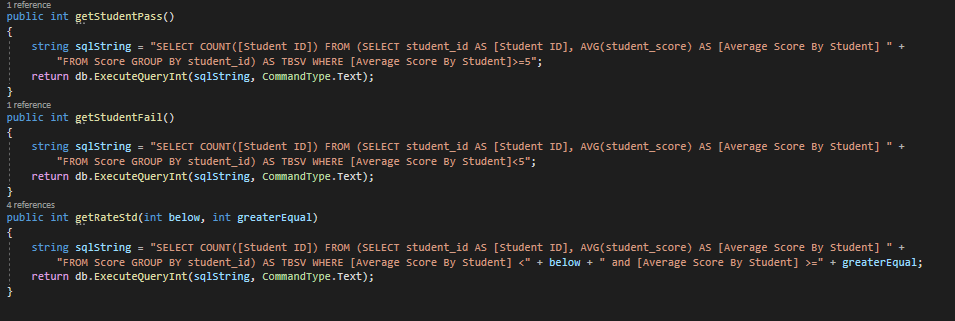 1 reference
public int getStudentPass()
{
string sqlString = "SELECT COUNT([Student ID]) FROM (SELECT student_id AS [Student ID], AVG(student_score) AS [Average Score By Student] " +
"FROM Score GROUP BY student_id) AS TBSV WHERE [Average Score By Student]>=5";
return db.ExecuteQueryInt(sqlString, CommandType.Text);
}
1 reference
public int getStudentFail()
{
string sqlString = "SELECT COUNT([Student ID]) FROM (SELECT student_id AS [Student ID], AVG(student_score) AS [Average Score By Student] " +
"FROM Score GROUP BY student_id) AS TBSV WHERE [Average Score By Student]<5";
return db.ExecuteQueryInt(sqlString, CommandType.Text);
}
4 references
public int getRateStd(int below, int greaterEqual)
{
string sqlString = "SELECT COUNT([Student ID]) FROM (SELECT student_id AS [Student ID], AVG(student_score) AS [Average Score By Student] " +
"FROM Score GROUP BY student_id) AS TBSV WHERE [Average Score By Student] <" + below + " and [Average Score By Student] >=" + greaterEqual;
return db.ExecuteQueryInt(sqlString, CommandType.Text);
}